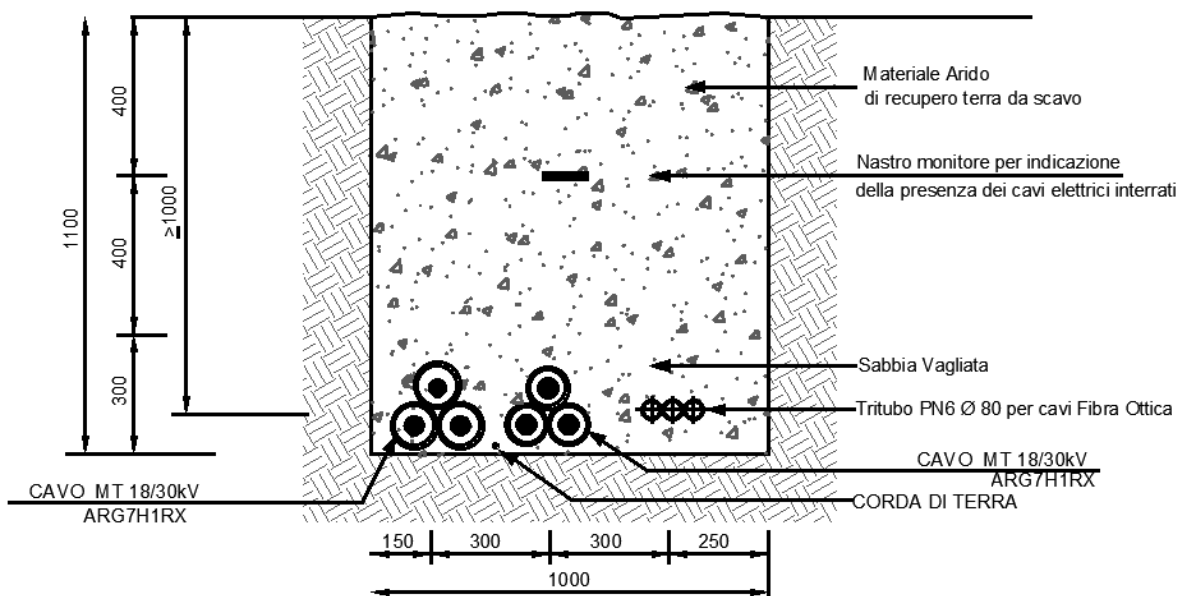 Materiale Arido
di recupero terra da scavo
400
Nastro monitore per indicazione
della presenza dei cavi elettrici interrati
1100
≥1000
400
300
Sabbia Vagliata
Tritubo PN6 Ø 80 per cavi Fibra Ottica
CAVO MT 18/30kV
ARG7H1RX
CAVO MT 18/30kV
ARG7H1RX
CORDA DI TERRA
150 300 300 250
1000